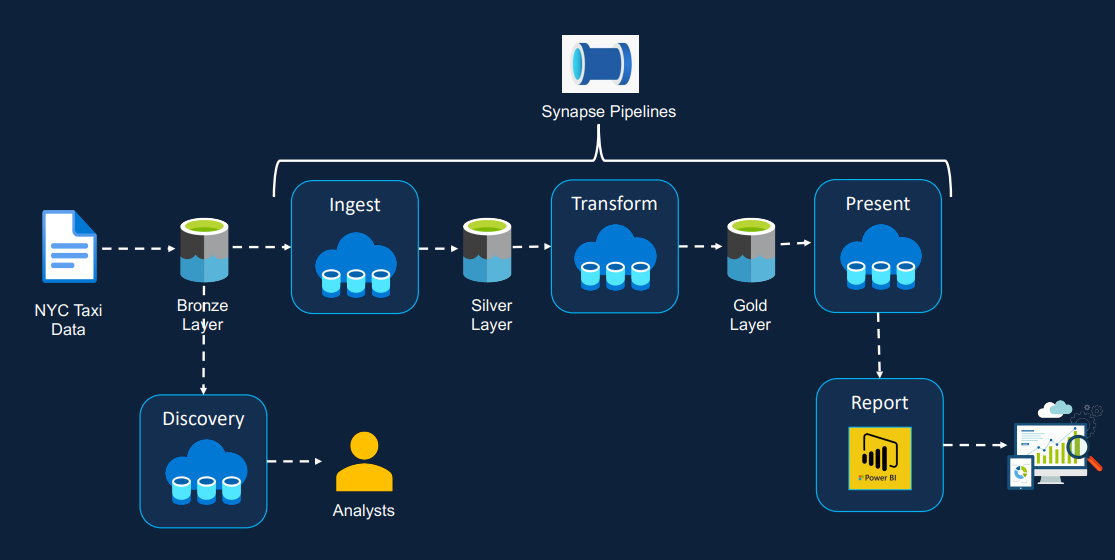 Synapse Pipelines
Ingest
Transform
Present
NYC Taxi
Data
Bronze
Layer
Silver
Layer
Gold
Layer
Discovery
Analysts
Report
Power BI